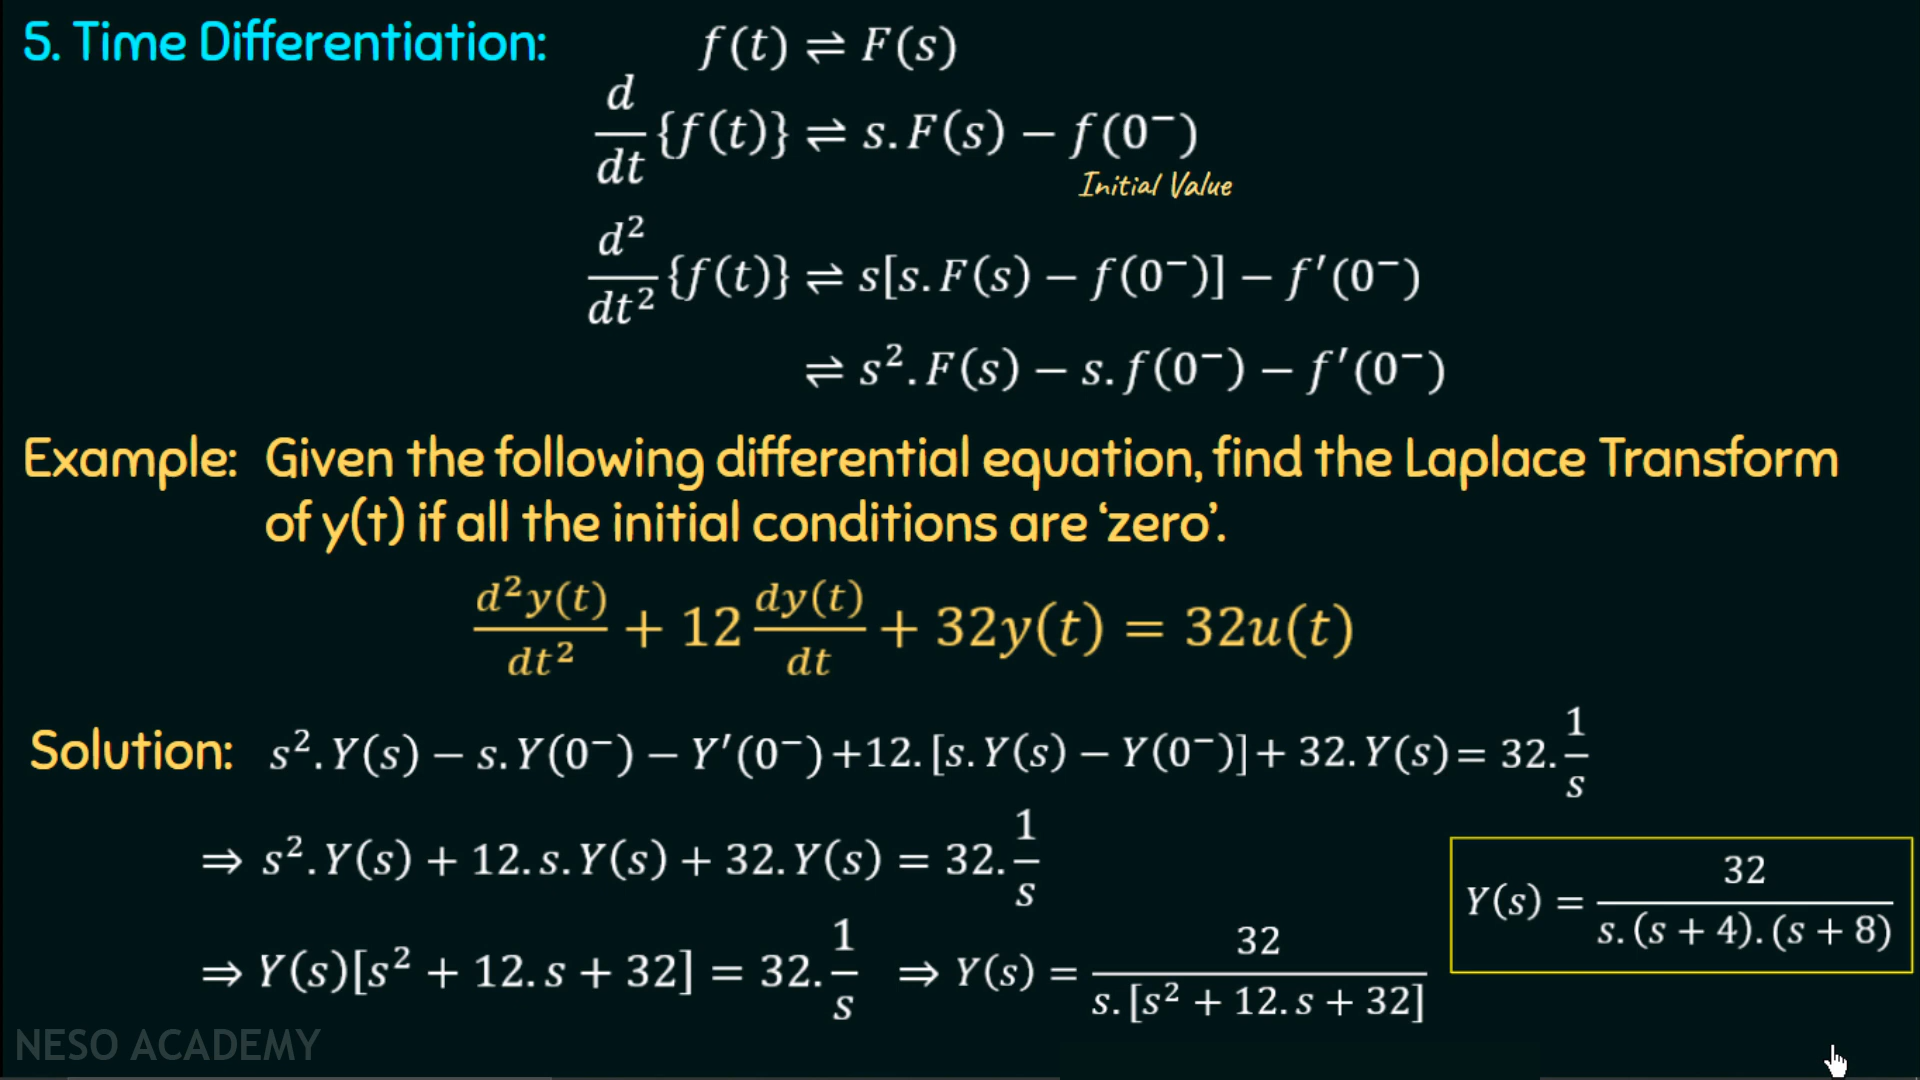 5. Time Differentiation: f(t) ⇌ F(s)
d/dt {f(t)} ⇌ s.F(s) − f(0⁻)
Initial Value
d²/dt² {f(t)} ⇌ s[s.F(s) − f(0⁻)] − f′(0⁻)
⇌ s².F(s) − s.f(0⁻) − f′(0⁻)
Example: Given the following differential equation, find the Laplace Transform
of y(t) if all the initial conditions are ‘zero’.
d²y(t)/dt² + 12 dy(t)/dt + 32y(t) = 32u(t)
Solution: s².Y(s) − s.Y(0⁻) − Y′(0⁻)+12.[s.Y(s) − Y(0⁻)]+ 32.Y(s)= 32.1/s
⇒ s².Y(s) + 12.s.Y(s) + 32.Y(s) = 32.1/s
Y(s) = 32/s.(s + 4).(s + 8)
⇒ Y(s)[s² + 12.s + 32] = 32.1/s ⇒ Y(s) = 32/s.[s² + 12.s + 32]
NESO ACADEMY